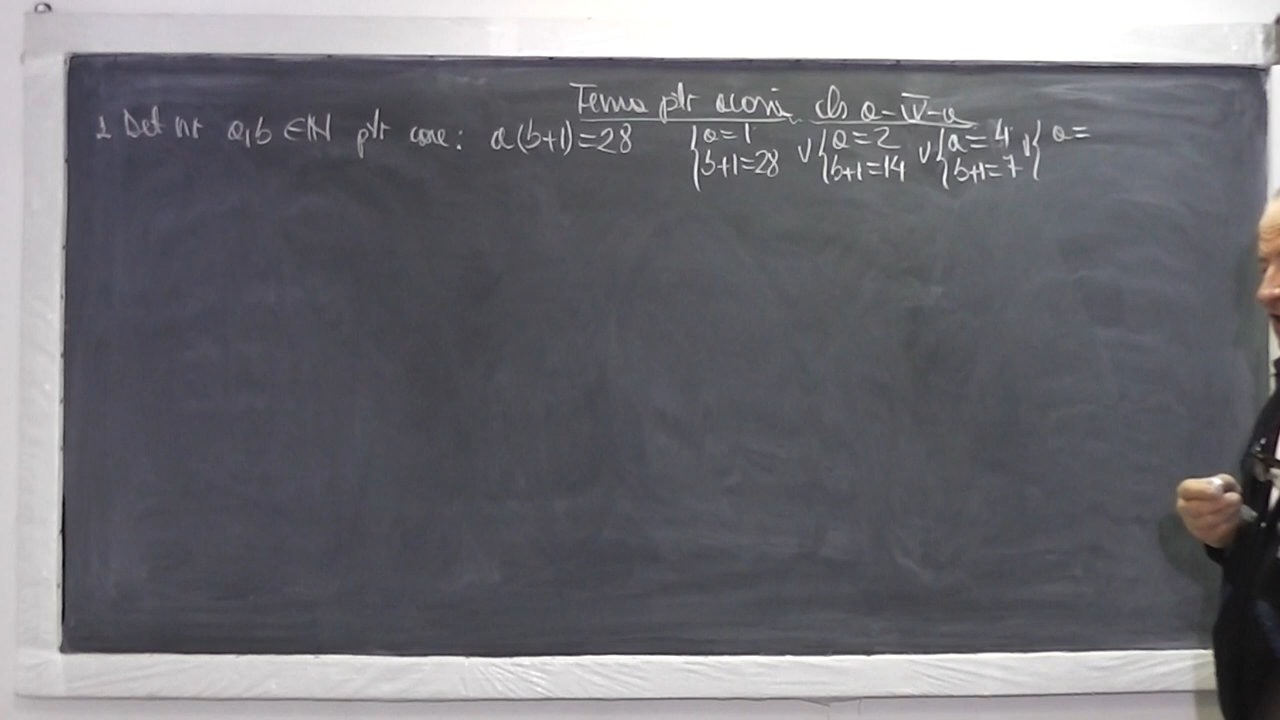 Tema ptr acasă cls a-IV-a
1. Det nr a,b ∈ ℕ ptr care: a(b+1)=28 {a=1 b+1=28 ∨ {a=2 b+1=14 ∨ {a=4 b+1=7 ∨ { a=